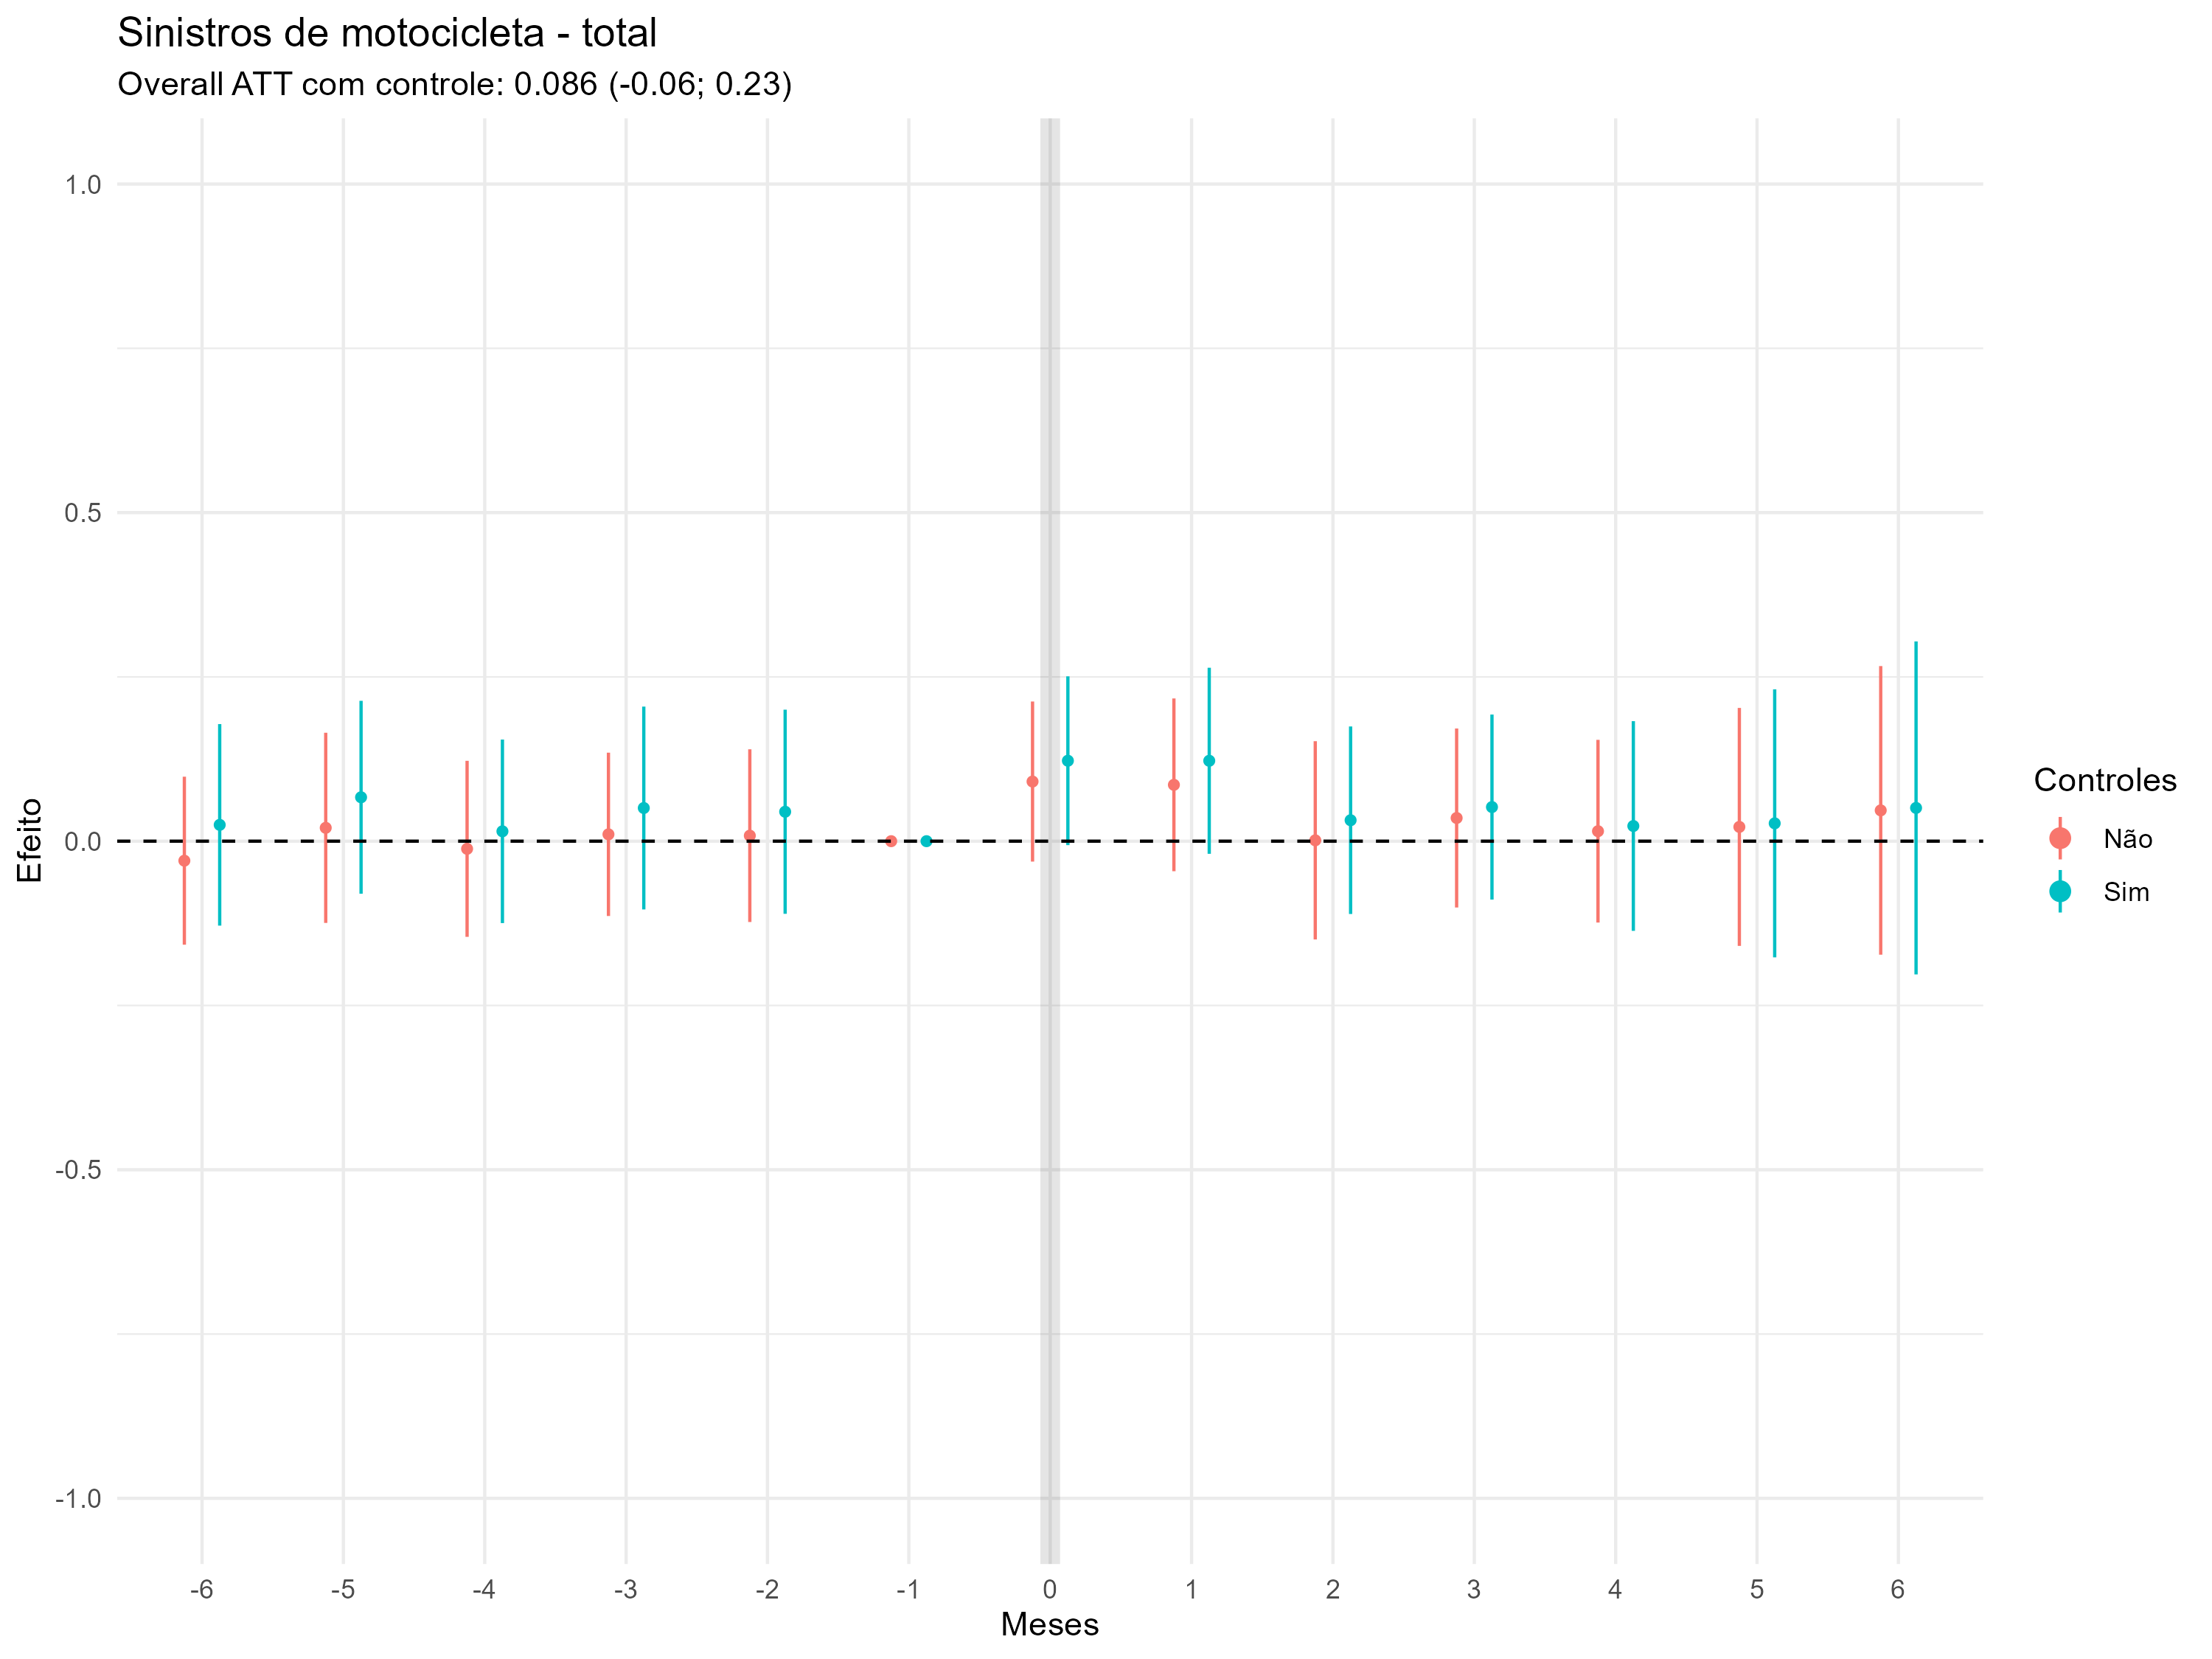 Sinistros de motocicleta - total
Overall ATT com controle: 0.086 (-0.06; 0.23)
1.0
0.5
0.0
-0.5
-1.0
Efeito
-6 -5 -4 -3 -2 -1 0 1 2 3 4 5 6
Meses
Controles
Não
Sim